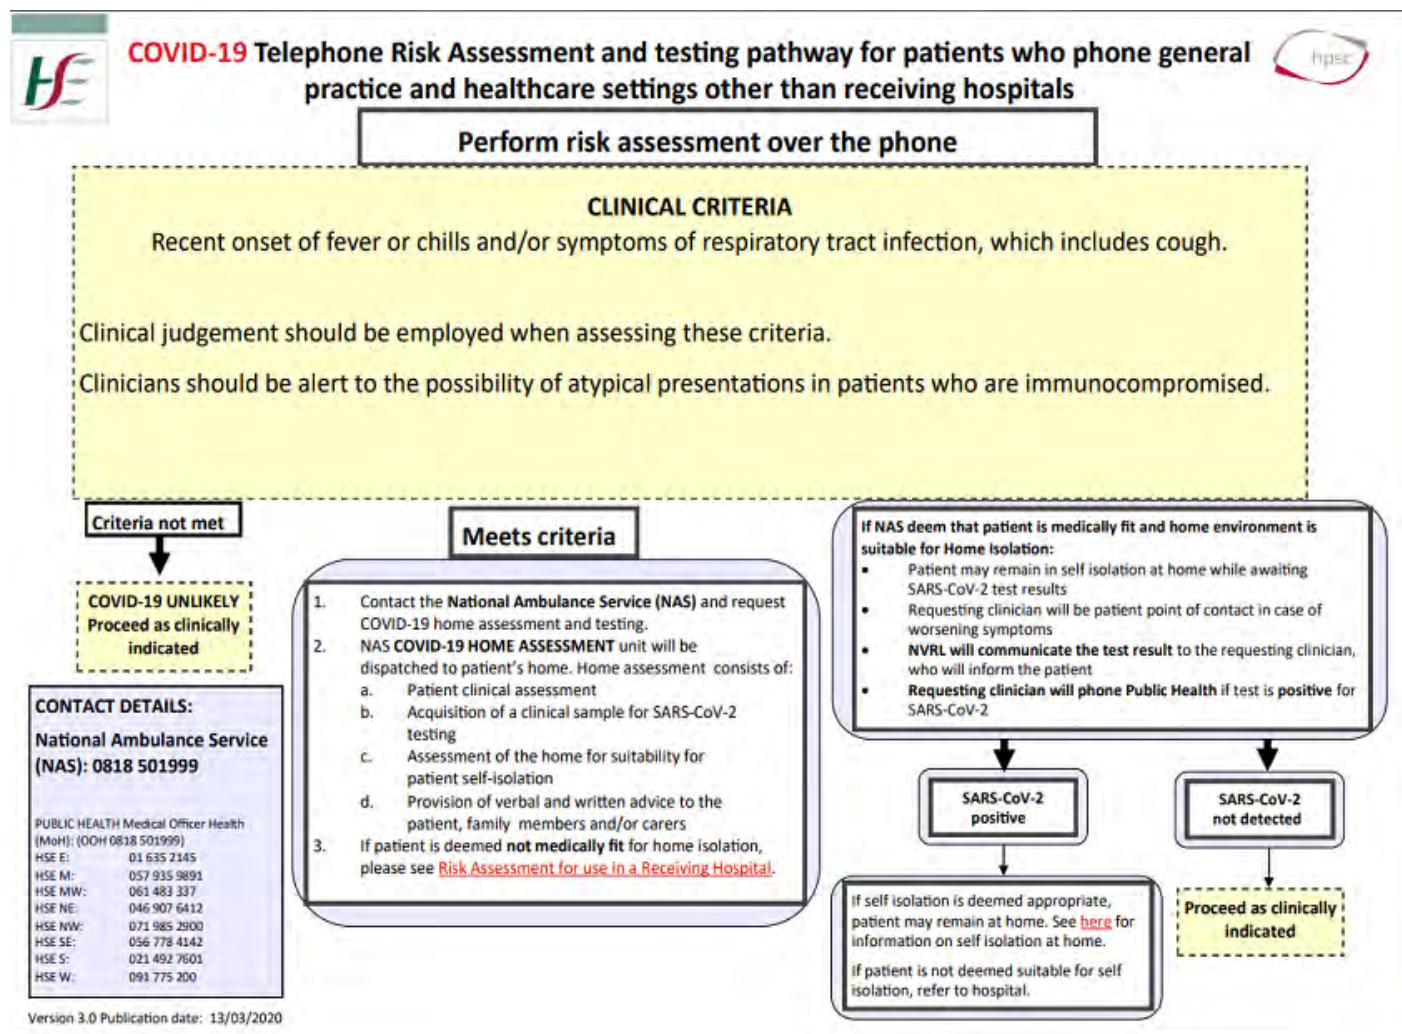 COVID-19 Telephone Risk Assessment and testing pathway for patients who phone general
practice and healthcare settings other than receiving hospitals
hpsc
Perform risk assessment over the phone
CLINICAL CRITERIA
Recent onset of fever or chills and/or symptoms of respiratory tract infection, which includes cough.
Clinical judgement should be employed when assessing these criteria.
Clinicians should be alert to the possibility of atypical presentations in patients who are immunocompromised.
Criteria not met
COVID-19 UNLIKELY
Proceed as clinically
indicated
CONTACT DETAILS:
National Ambulance Service
(NAS): 0818 501999
PUBLIC HEALTH Medical Officer Health
(MoH): (OOH 0818 501999)
HSE E: 01 635 2145
HSE M: 057 935 9891
HSE MW: 061 483 337
HSE NE: 046 907 6412
HSE NW: 071 985 2900
HSE SE: 056 778 4142
HSE S: 021 492 7601
HSE W: 091 775 200
Version 3.0 Publication date: 13/03/2020
Meets criteria
1. Contact the National Ambulance Service (NAS) and request
COVID-19 home assessment and testing.
2. NAS COVID-19 HOME ASSESSMENT unit will be
dispatched to patient's home. Home assessment consists of:
a. Patient clinical assessment
b. Acquisition of a clinical sample for SARS-CoV-2
testing
c. Assessment of the home for suitability for
patient self-isolation
d. Provision of verbal and written advice to the
patient, family members and/or carers
3. If patient is deemed not medically fit for home isolation,
please see Risk Assessment for use in a Receiving Hospital.
If NAS deem that patient is medically fit and home environment is
suitable for Home Isolation:
• Patient may remain in self isolation at home while awaiting
SARS-CoV-2 test results
• Requesting clinician will be patient point of contact in case of
worsening symptoms
• NVRL will communicate the test result to the requesting clinician,
who will inform the patient
• Requesting clinician will phone Public Health if test is positive for
SARS-CoV-2
SARS-CoV-2
positive
If self isolation is deemed appropriate,
patient may remain at home. See here for
information on self isolation at home.
If patient is not deemed suitable for self
isolation, refer to hospital.
SARS-CoV-2
not detected
Proceed as clinically
indicated